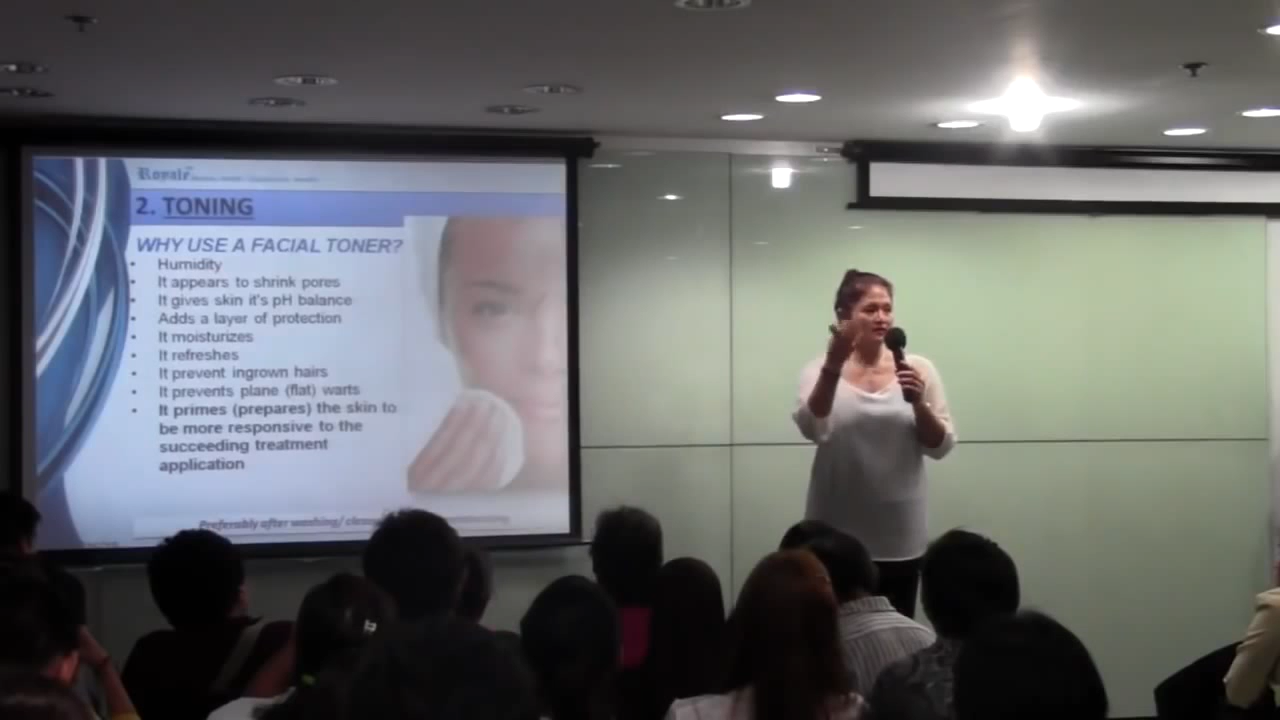 Royalē
2. TONING
WHY USE A FACIAL TONER?
• Humidity
• It appears to shrink pores
• It gives skin it's pH balance
• Adds a layer of protection
• It moisturizes
• It refreshes
• It prevent ingrown hairs
• It prevents plane (flat) warts
• It primes (prepares) the skin to
be more responsive to the
succeeding treatment
application
Preferably after washing/